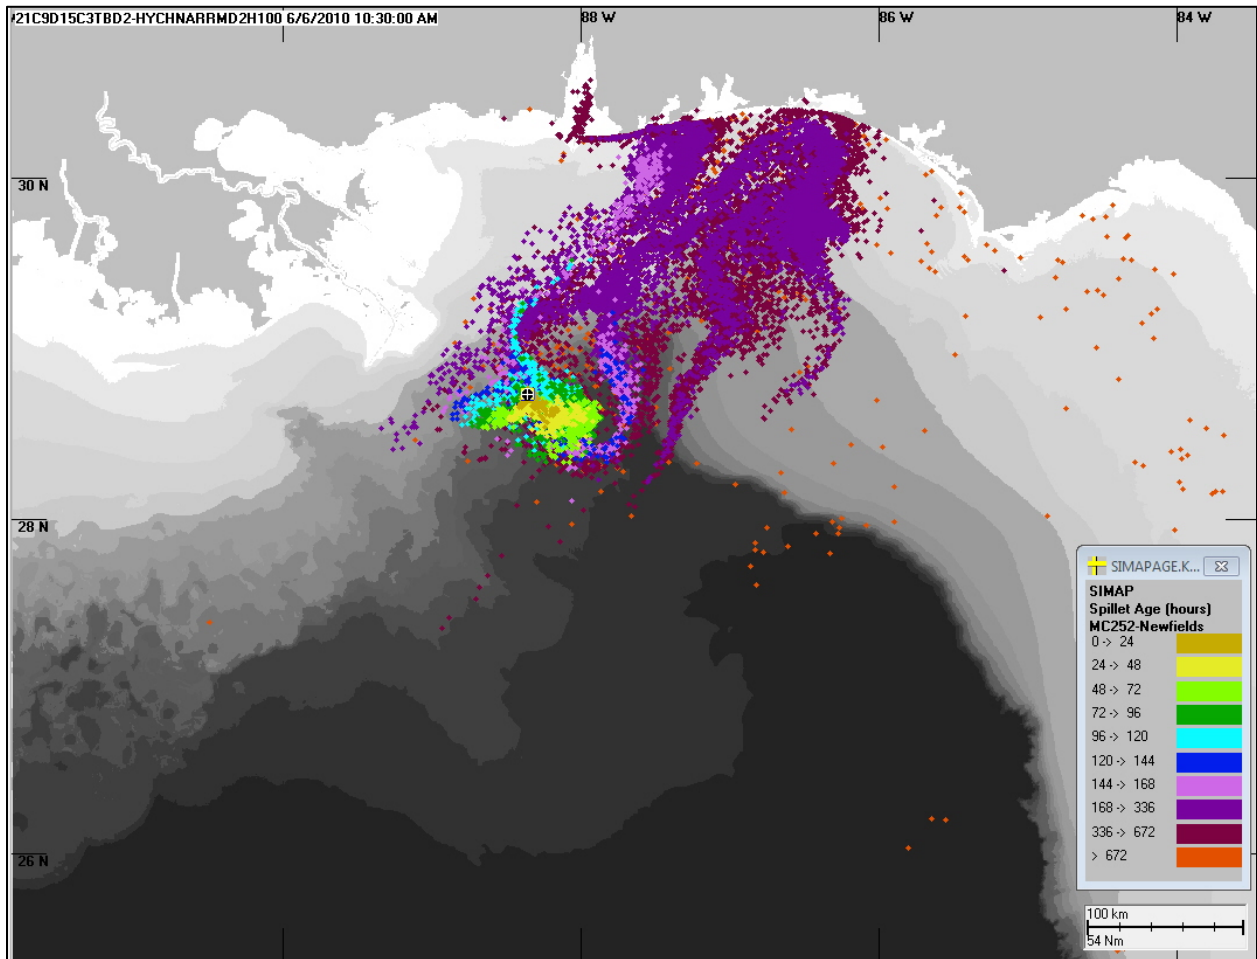 /21C9D15C3TBD2-HYCHNARRMD2H100 6/6/2010 10:30:00 AM
88 W
86 W
84 W
30 N
28 N
26 N
SIMAPAGE.K...
SIMAP
Spillet Age (hours)
MC252-Newfields
0 -> 24
24 -> 48
48 -> 72
72 -> 96
96 -> 120
120 -> 144
144 -> 168
168 -> 336
336 -> 672
> 672
100 km
54 Nm